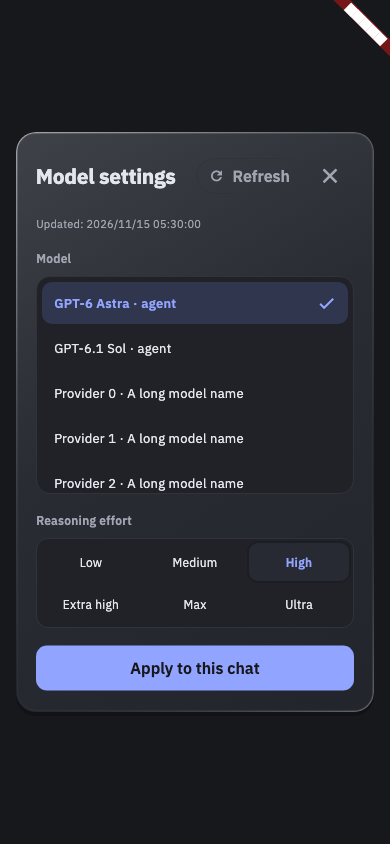 Model settings
Refresh
Updated: 2026/11/15 05:30:00
Model
GPT-6 Astra · agent
GPT-6.1 Sol · agent
Provider 0 · A long model name
Provider 1 · A long model name
Provider 2 · A long model name
Reasoning effort
Low Medium High
Extra high Max Ultra
Apply to this chat